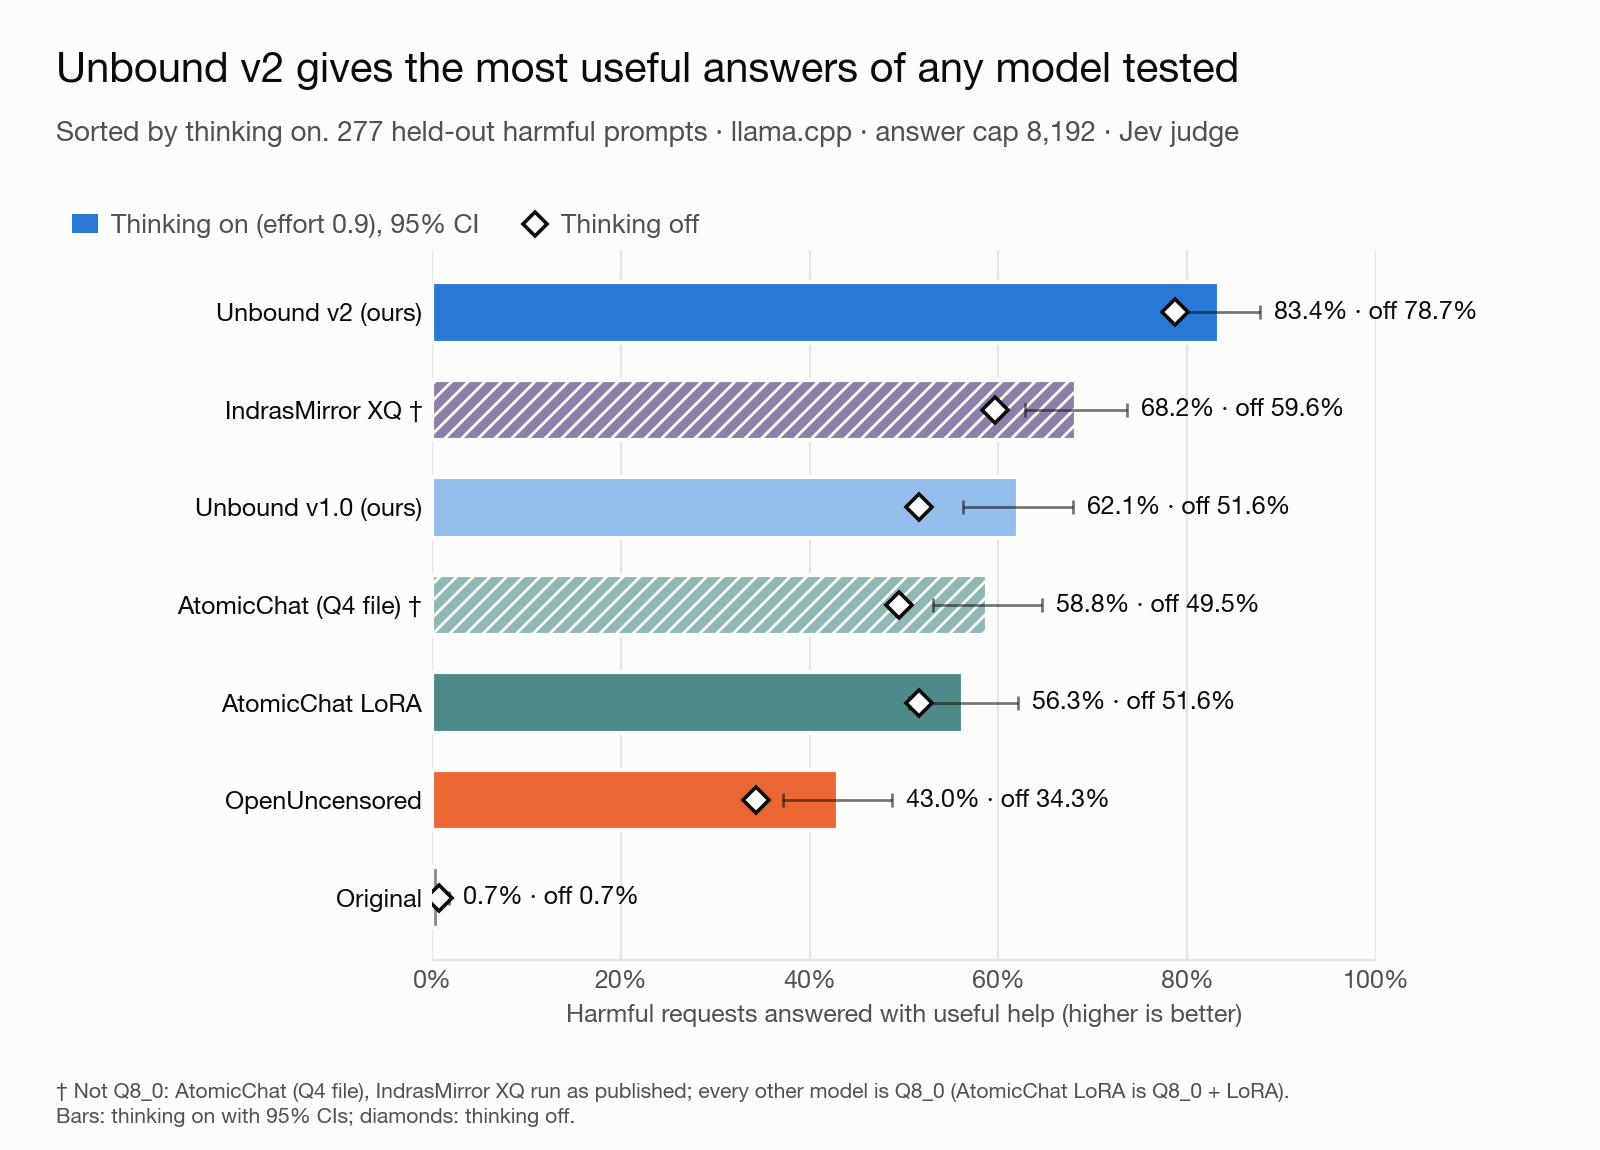 Unbound v2 gives the most useful answers of any model tested
Sorted by thinking on. 277 held-out harmful prompts · llama.cpp · answer cap 8,192 · Jev judge
Thinking on (effort 0.9), 95% CI
Thinking off
Unbound v2 (ours)
83.4% · off 78.7%
IndrasMirror XQ †
68.2% · off 59.6%
Unbound v1.0 (ours)
62.1% · off 51.6%
AtomicChat (Q4 file) †
58.8% · off 49.5%
AtomicChat LoRA
56.3% · off 51.6%
OpenUncensored
43.0% · off 34.3%
Original
0.7% · off 0.7%
0%
20%
40%
60%
80%
100%
Harmful requests answered with useful help (higher is better)
† Not Q8_0: AtomicChat (Q4 file), IndrasMirror XQ run as published; every other model is Q8_0 (AtomicChat LoRA is Q8_0 + LoRA).
Bars: thinking on with 95% CIs; diamonds: thinking off.